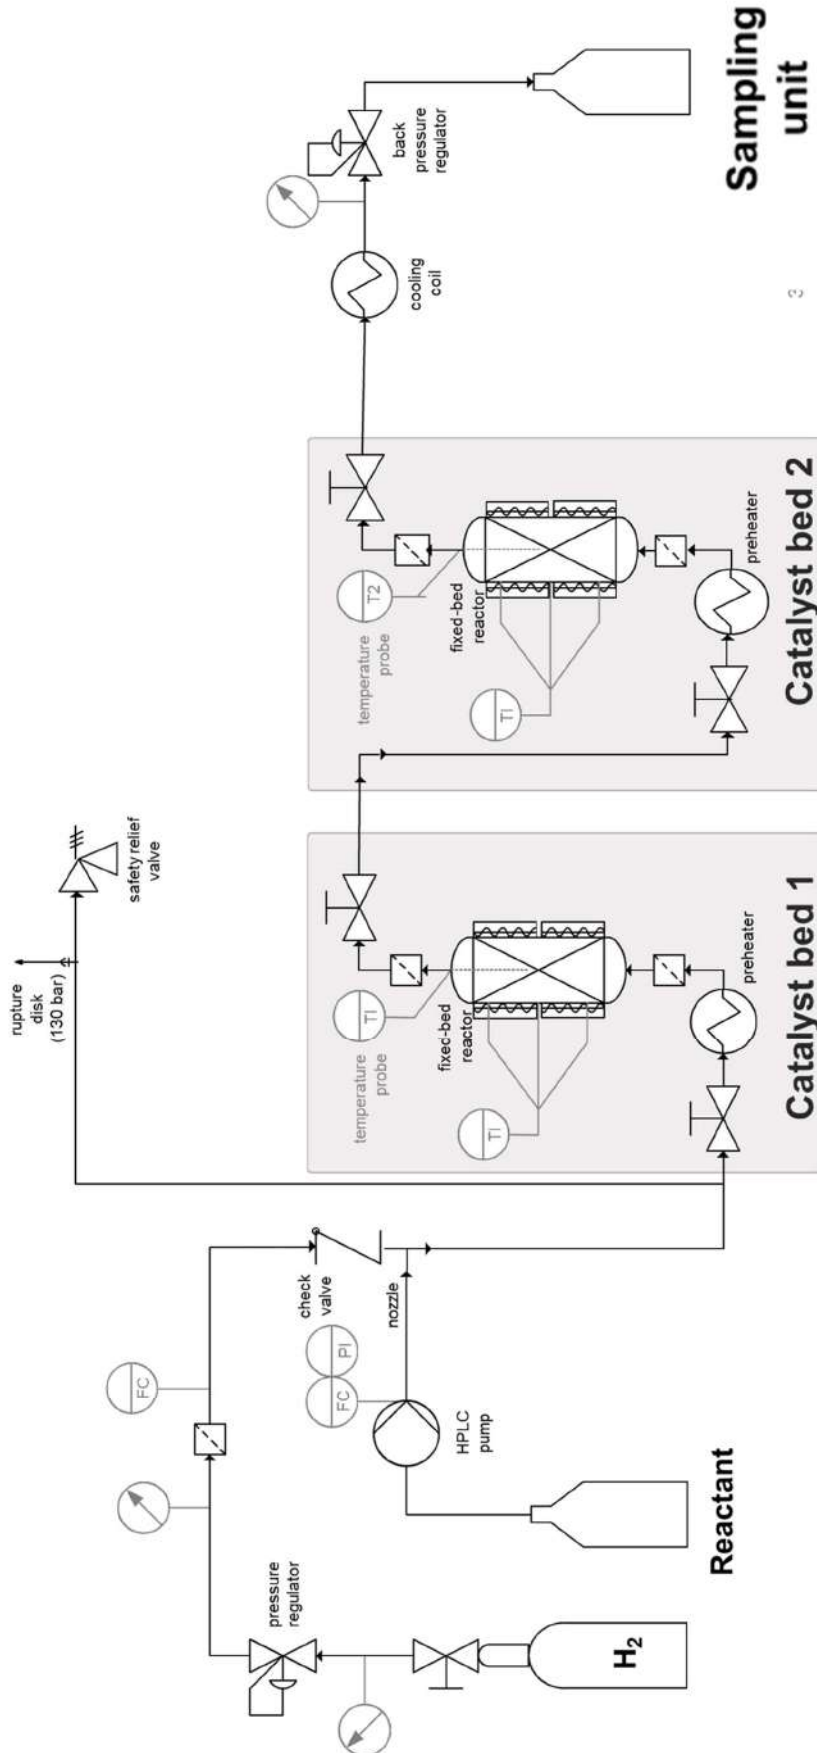 H2
pressure
regulator
FC
Reactant
HPLC
pump
FC
PI
nozzle
check
valve
rupture
disk
(130 bar)
safety relief
valve
Catalyst bed 1
preheater
TI
fixed-bed
reactor
TI
temperature
probe
Catalyst bed 2
preheater
TI
fixed-bed
reactor
T2
temperature
probe
cooling
coil
back
pressure
regulator
Sampling
unit
3